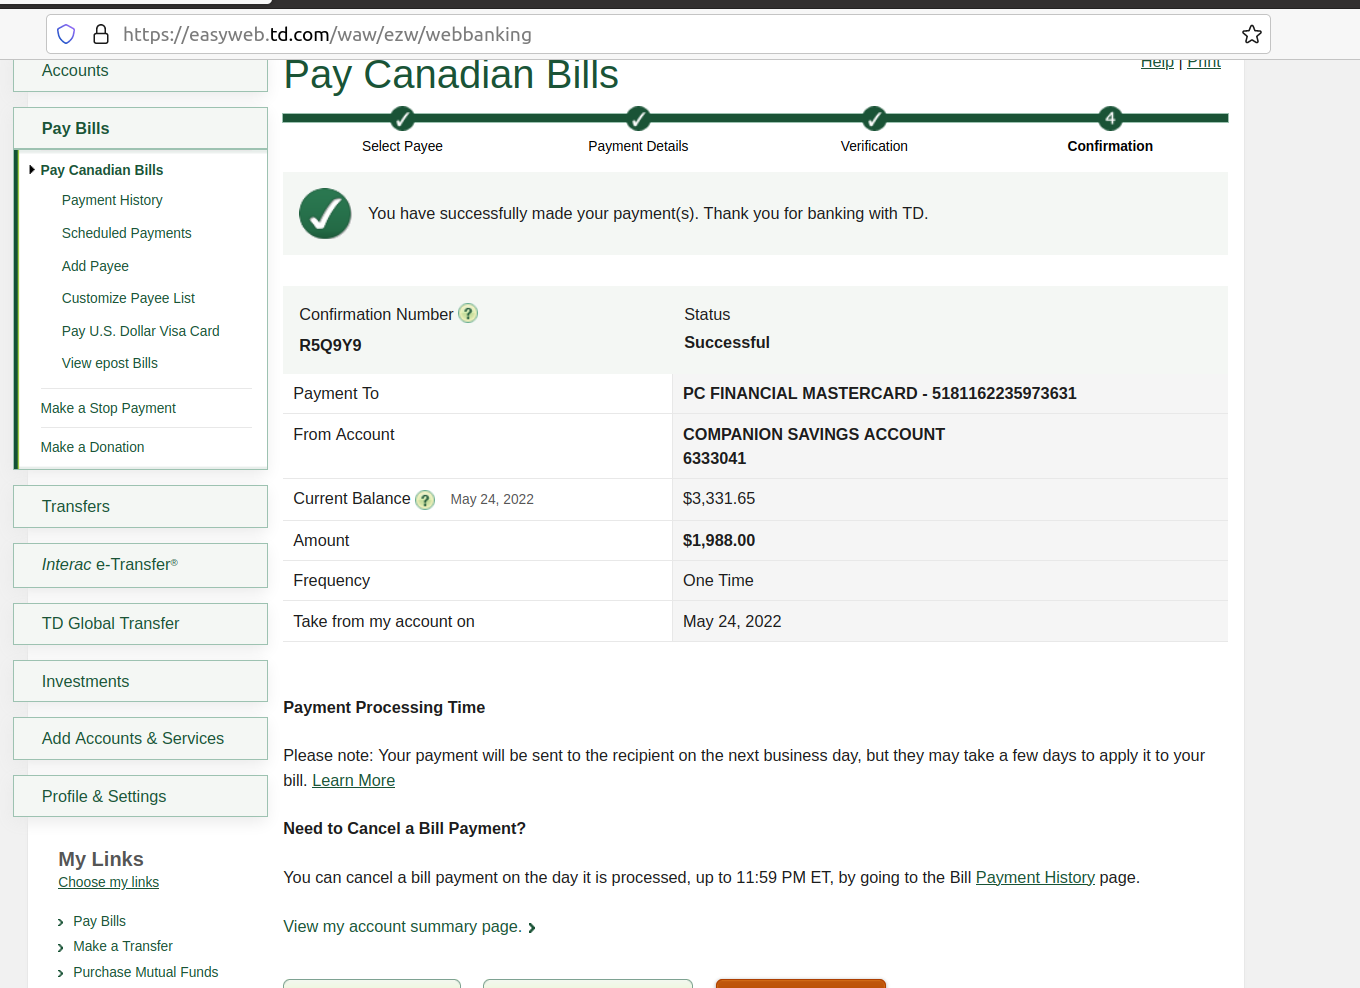 https://easyweb.td.com/waw/ezw/webbanking
Accounts
Pay Bills
Pay Canadian Bills
Payment History
Scheduled Payments
Add Payee
Customize Payee List
Pay U.S. Dollar Visa Card
View epost Bills
Make a Stop Payment
Make a Donation
Transfers
Interac e-Transfer®
TD Global Transfer
Investments
Add Accounts & Services
Profile & Settings
My Links
Choose my links
Pay Bills
Make a Transfer
Purchase Mutual Funds
Pay Canadian Bills
Help | Print
Select Payee
Payment Details
Verification
4
Confirmation
You have successfully made your payment(s). Thank you for banking with TD.
Confirmation Number ?
R5Q9Y9
Status
Successful
Payment To
PC FINANCIAL MASTERCARD - 5181162235973631
From Account
COMPANION SAVINGS ACCOUNT
6333041
Current Balance ? May 24, 2022
$3,331.65
Amount
$1,988.00
Frequency
One Time
Take from my account on
May 24, 2022
Payment Processing Time
Please note: Your payment will be sent to the recipient on the next business day, but they may take a few days to apply it to your
bill. Learn More
Need to Cancel a Bill Payment?
You can cancel a bill payment on the day it is processed, up to 11:59 PM ET, by going to the Bill Payment History page.
View my account summary page.